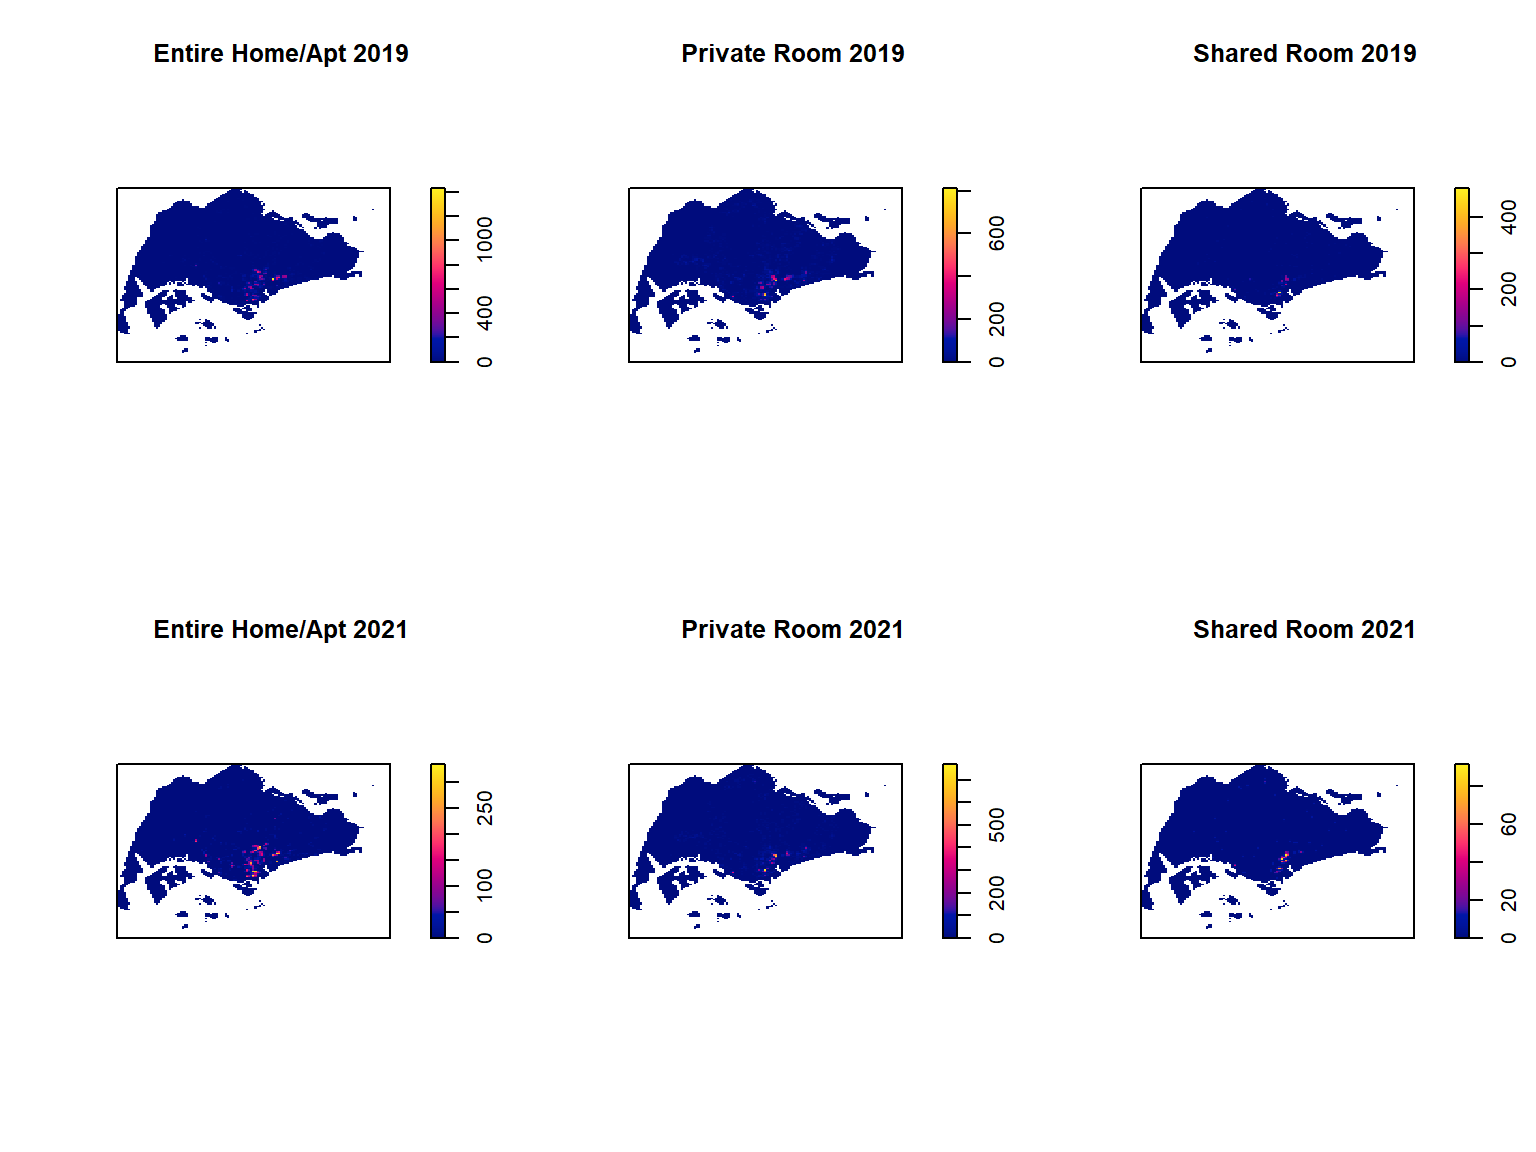 Entire Home/Apt 2019
Private Room 2019
Shared Room 2019
0 400 1000
0 200 600
0 200 400
Entire Home/Apt 2021
Private Room 2021
Shared Room 2021
0 100 250
0 200 500
0 20 60